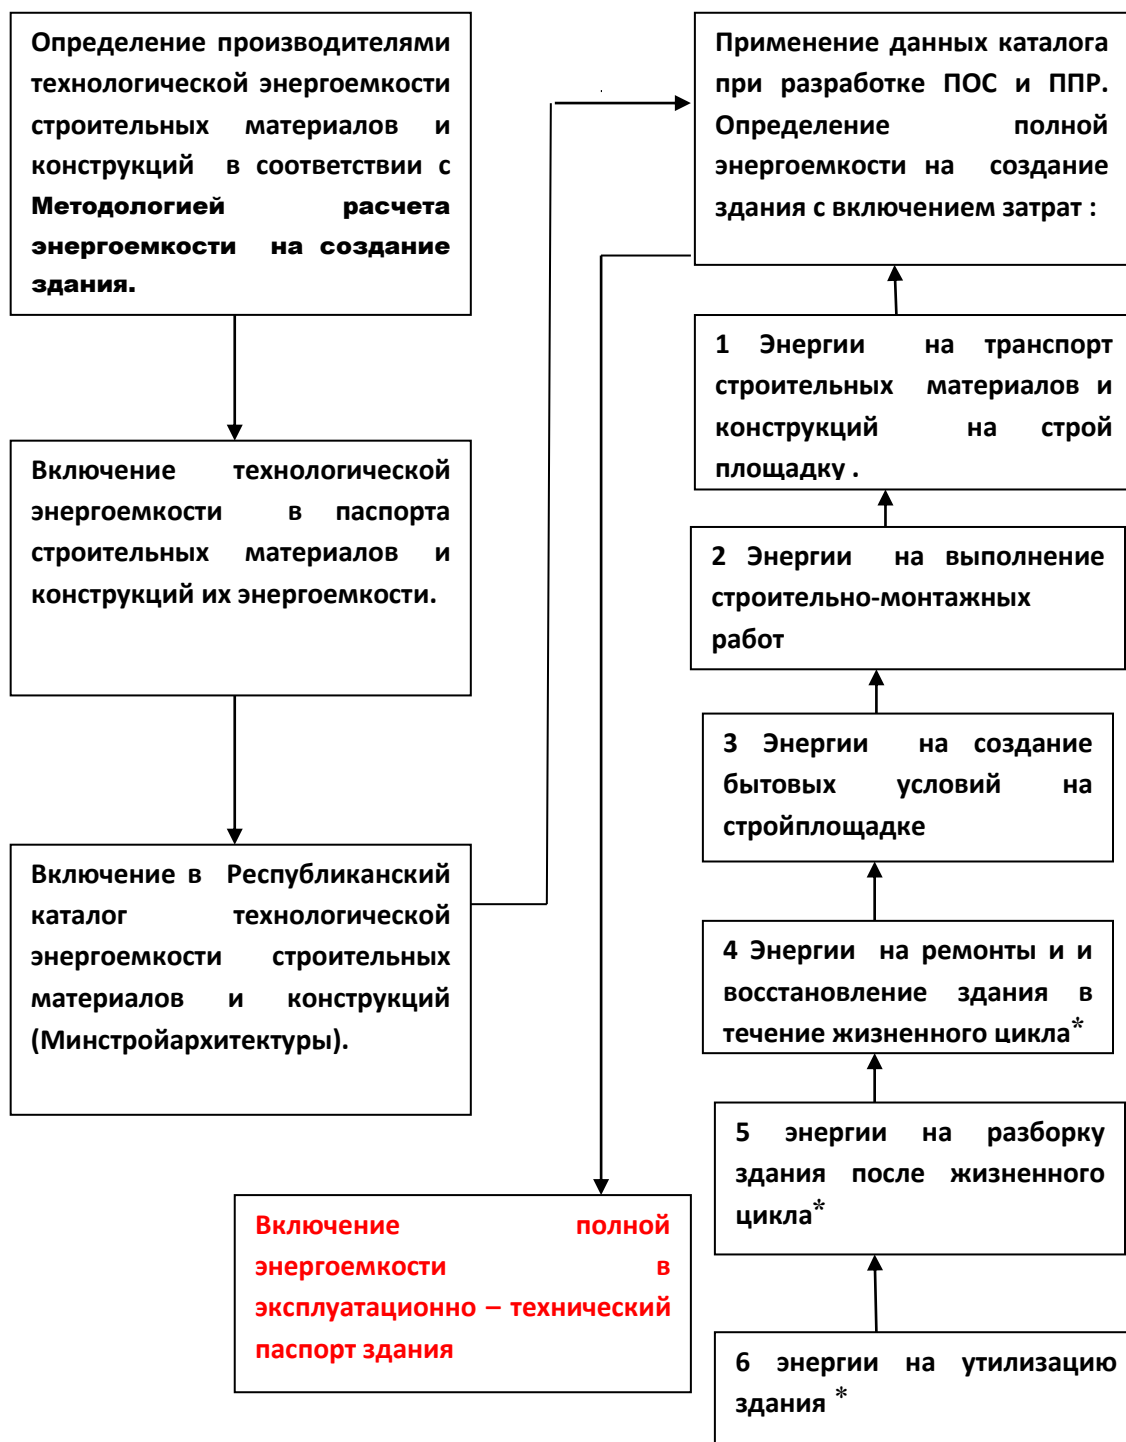 Определение производителями
технологической энергоемкости
строительных материалов и
конструкций в соответствии с
Методологией расчета
энергоемкости на создание
здания.
Включение технологической
энергоемкости в паспорта
строительных материалов и
конструкций их энергоемкости.
Включение в Республиканский
каталог технологической
энергоемкости строительных
материалов и конструкций
(Минстройархитектуры).
Применение данных каталога
при разработке ПОС и ППР.
Определение полной
энергоемкости на создание
здания с включением затрат :
1 Энергии на транспорт
строительных материалов и
конструкций на строй
площадку .
2 Энергии на выполнение
строительно-монтажных
работ
3 Энергии на создание
бытовых условий на
стройплощадке
4 Энергии на ремонты и и
восстановление здания в
течение жизненного цикла*
5 энергии на разборку
здания после жизненного
цикла*
6 энергии на утилизацию
здания *
Включение полной
энергоемкости в
эксплуатационно – технический
паспорт здания